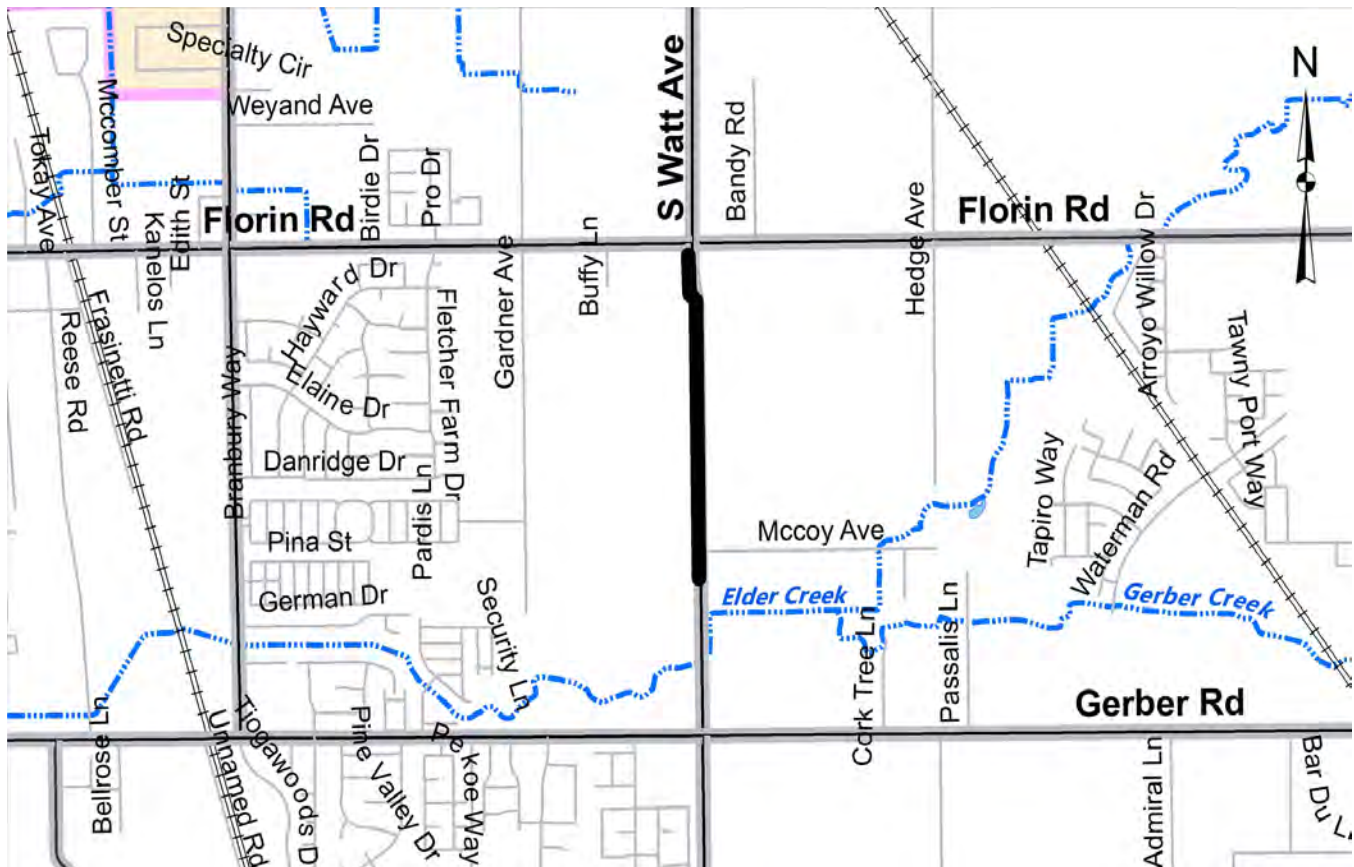 Specialty Cir
Weyand Ave
Mccomber St
Tokay Ave
Kanelos Ln
Edith St
Birdie Dr
Pro Dr
S Watt Ave
Bandy Rd
N
Florin Rd
Florin Rd
Gardner Ave
Buffy Ln
Hedge Ave
Arroyo Willow Dr
Hayward Dr
Fletcher Farm Dr
Frasinetti Rd
Reese Rd
Branbury Way
Elaine Dr
Tawny Port Way
Danridge Dr
Pardis Ln
Tapiro Way
Waterman Rd
Pina St
Mccoy Ave
German Dr
Security Ln
Elder Creek
Gerber Creek
Cork Tree Ln
Passalis Ln
Gerber Rd
Bellrose Ln
Unnamed Rd
Tiogawoods D
Pine Valley Dr
Pekoe Way
Admiral Ln
Bar Du L